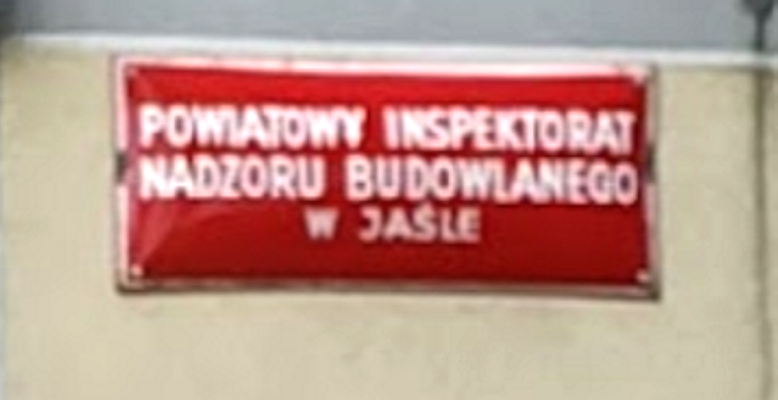 POWIATOWY INSPEKTORAT
NADZORU BUDOWLANEGO
W JAŚLE